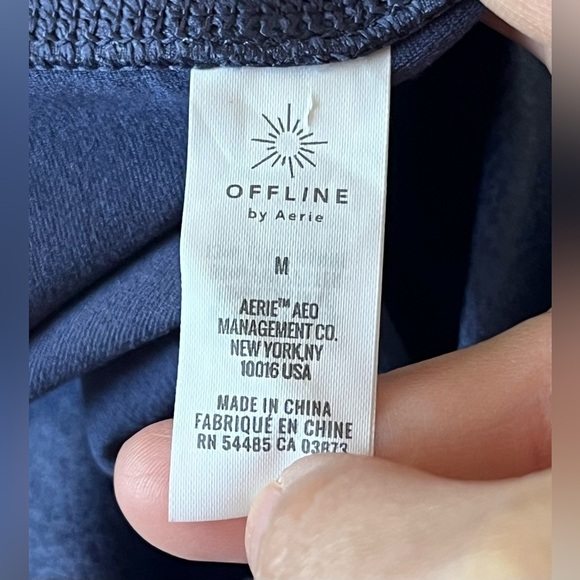 OFFLINE
by Aerie
M
AERIE™ AEO
MANAGEMENT CO.
NEW YORK,NY
10016 USA
MADE IN CHINA
FABRIQUÉ EN CHINE
RN 54485 CA 03873